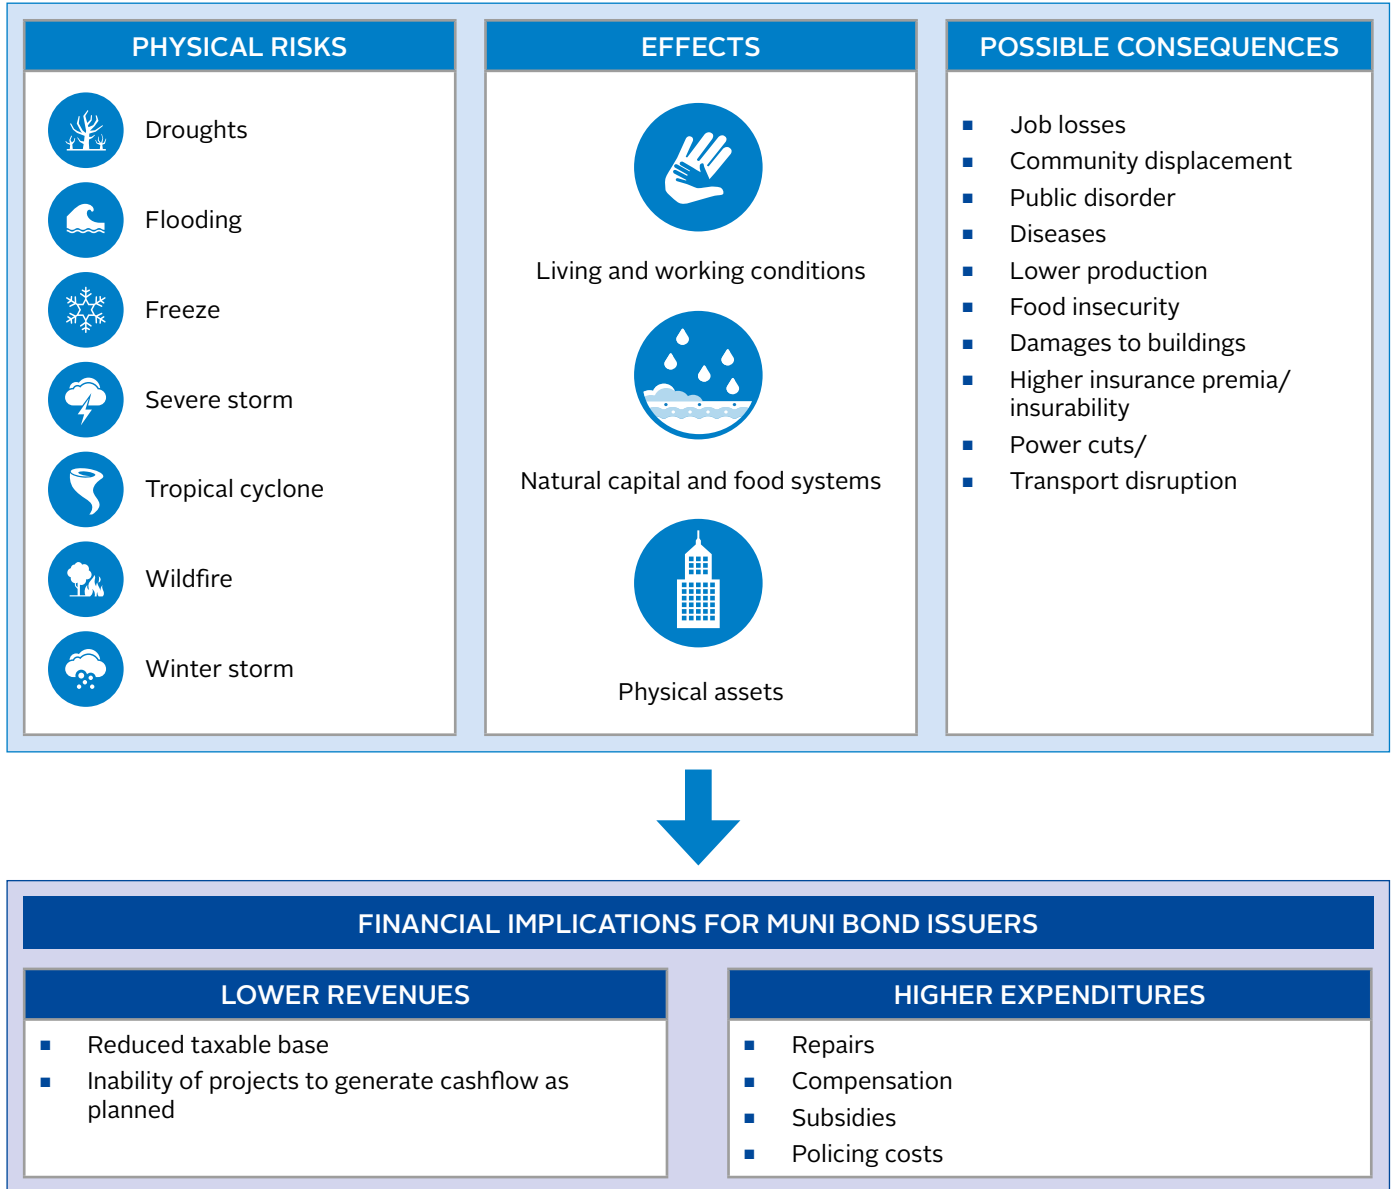 PHYSICAL RISKS
Droughts
Flooding
Freeze
Severe storm
Tropical cyclone
Wildfire
Winter storm
EFFECTS
Living and working conditions
Natural capital and food systems
Physical assets
POSSIBLE CONSEQUENCES
■ Job losses
■ Community displacement
■ Public disorder
■ Diseases
■ Lower production
■ Food insecurity
■ Damages to buildings
■ Higher insurance premia/
insurability
■ Power cuts/
■ Transport disruption
FINANCIAL IMPLICATIONS FOR MUNI BOND ISSUERS
LOWER REVENUES
■ Reduced taxable base
■ Inability of projects to generate cashflow as
planned
HIGHER EXPENDITURES
■ Repairs
■ Compensation
■ Subsidies
■ Policing costs